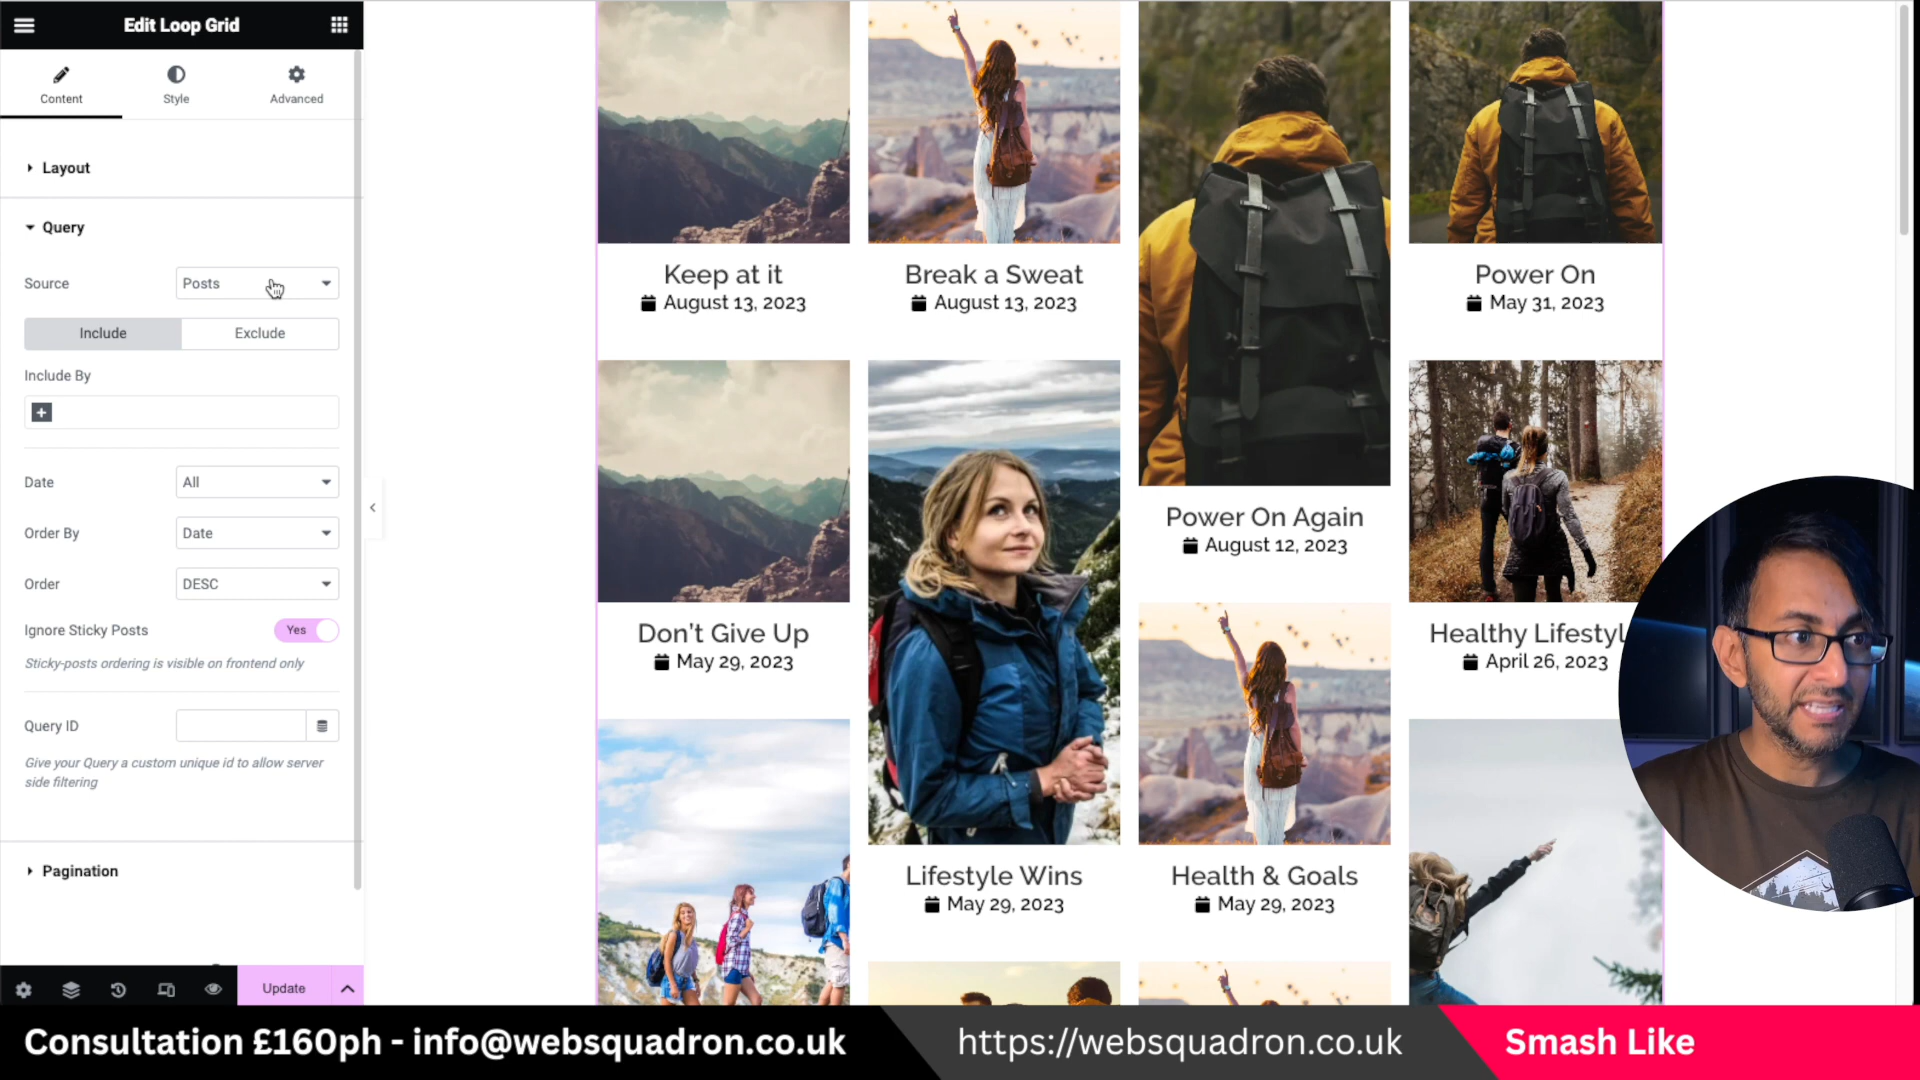 Edit Loop Grid
Content
Style
Advanced
Layout
Query
Source
Posts
Include
Exclude
Include By
Date
All
Order By
Date
Order
DESC
Ignore Sticky Posts
Yes
Sticky-posts ordering is visible on frontend only
Query ID
Give your Query a custom unique id to allow server
side filtering
Pagination
Update
Keep at it
August 13, 2023
Break a Sweat
August 13, 2023
Power On
May 31, 2023
Power On Again
August 12, 2023
Don't Give Up
May 29, 2023
Healthy Lifestyl
April 26, 2023
Lifestyle Wins
May 29, 2023
Health & Goals
May 29, 2023
Consultation £160ph - info@websquadron.co.uk
https://websquadron.co.uk
Smash Like